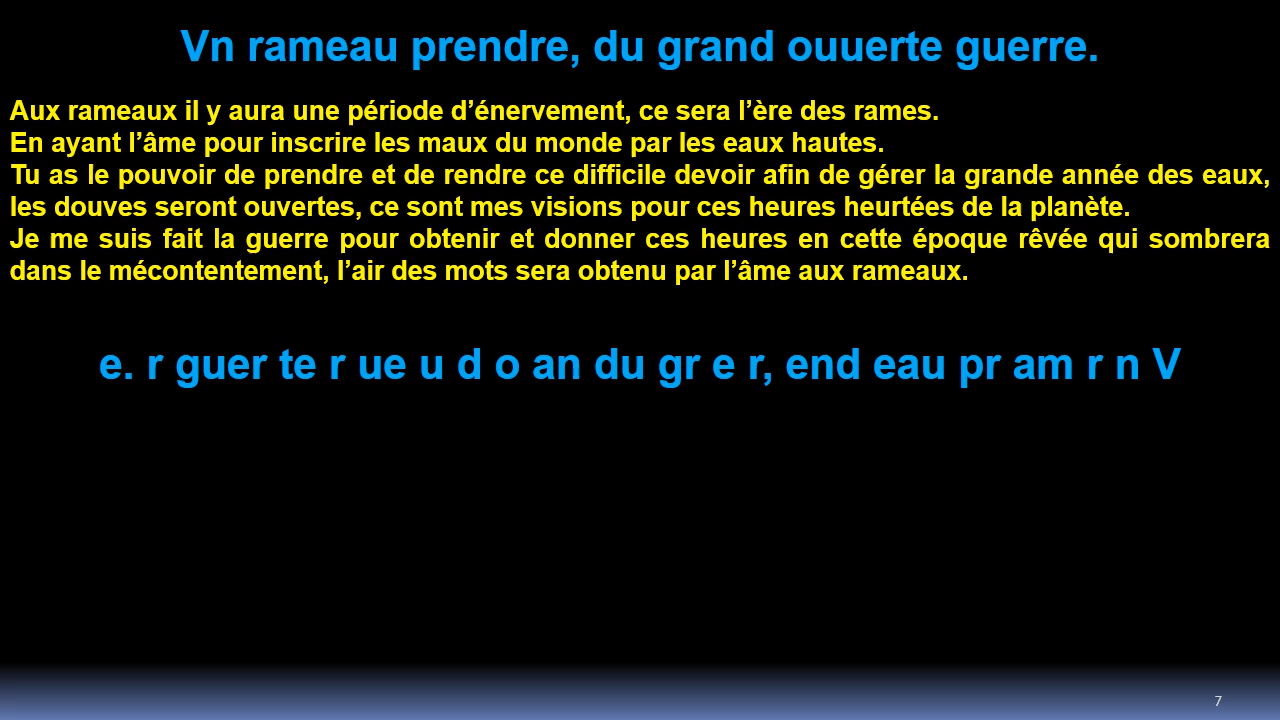 Vn rameau prendre, du grand ouuerte guerre.
Aux rameaux il y aura une période d’énervement, ce sera l’ère des rames.
En ayant l’âme pour inscrire les maux du monde par les eaux hautes.
Tu as le pouvoir de prendre et de rendre ce difficile devoir afin de gérer la grande année des eaux,
les douves seront ouvertes, ce sont mes visions pour ces heures heurtées de la planète.
Je me suis fait la guerre pour obtenir et donner ces heures en cette époque rêvée qui sombrera
dans le mécontentement, l’air des mots sera obtenu par l’âme aux rameaux.
e. r guer te r ue u d o an du gr e r, end eau pr am r n V
7